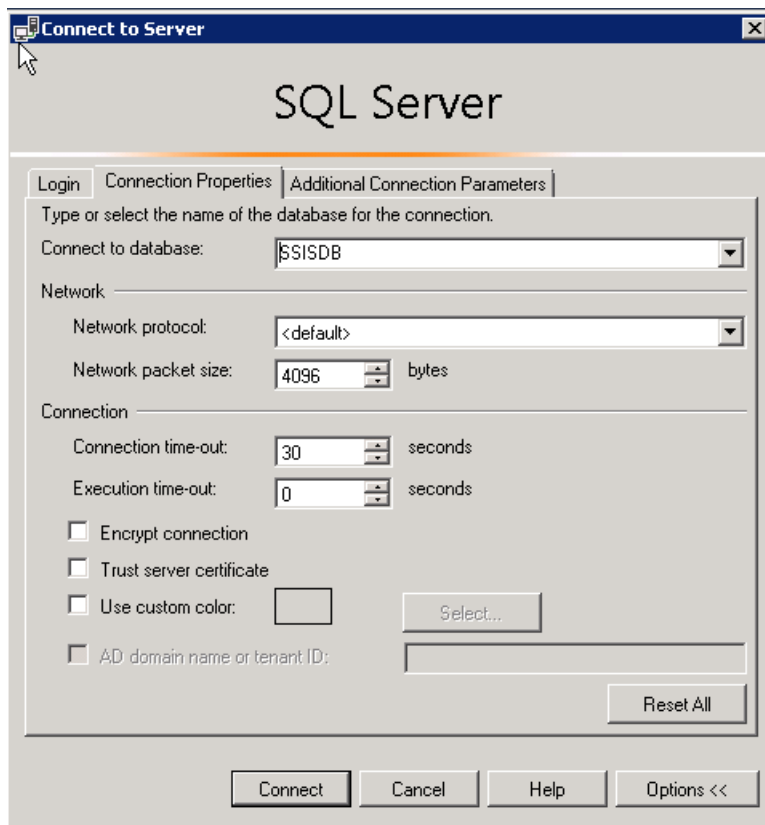 Connect to Server
SQL Server
Login Connection Properties Additional Connection Parameters
Type or select the name of the database for the connection.
Connect to database: SSISDB
Network
Network protocol: <default>
Network packet size: 4096 bytes
Connection
Connection time-out: 30 seconds
Execution time-out: 0 seconds
Encrypt connection
Trust server certificate
Use custom color: Select...
AD domain name or tenant ID:
Reset All
Connect Cancel Help Options <<